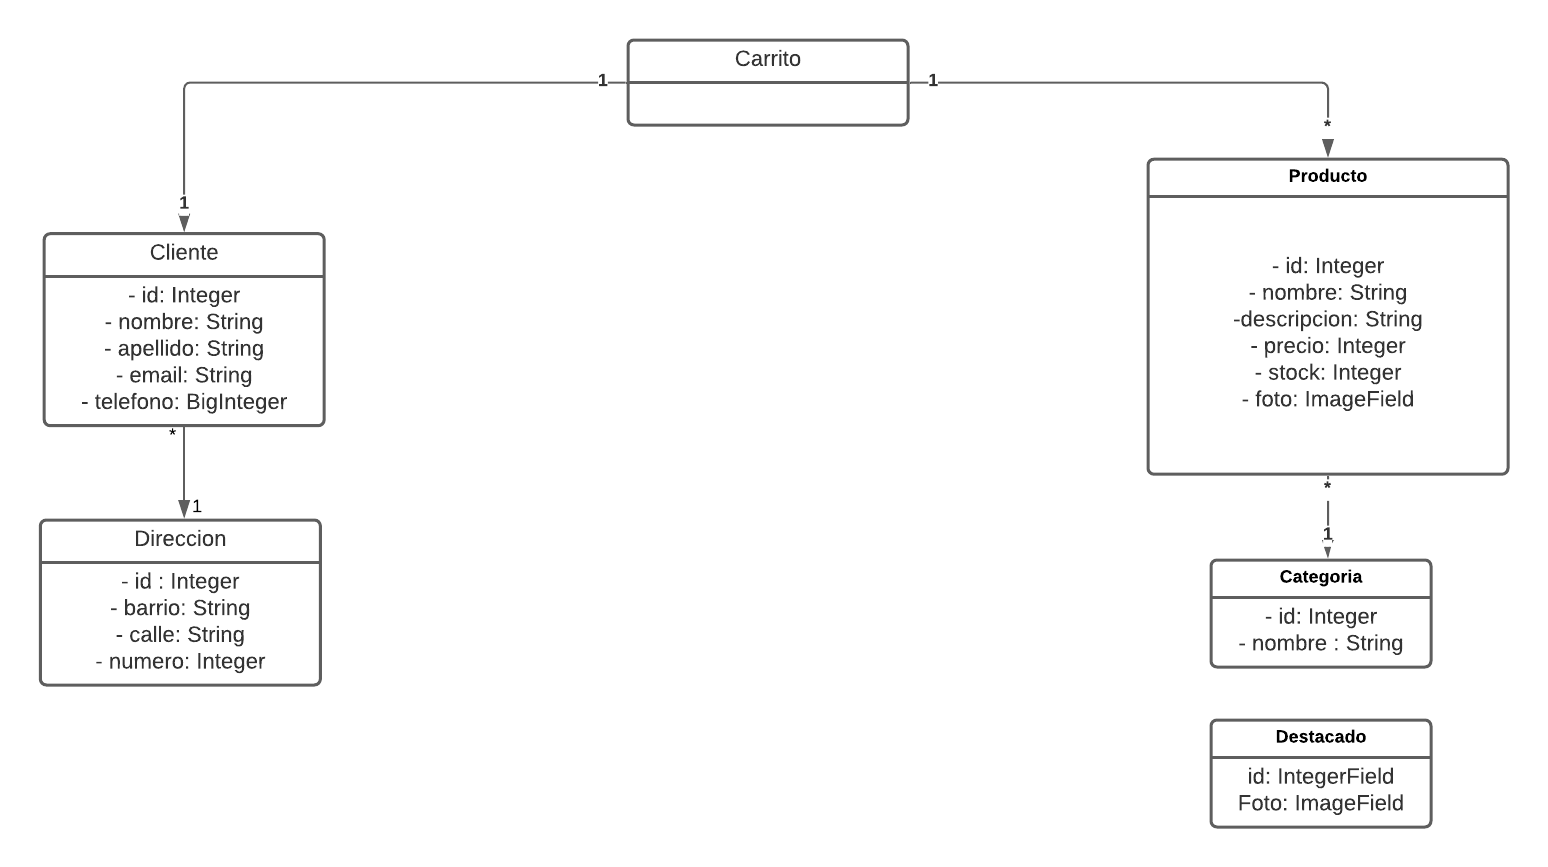 Carrito
1
1
1
*
Cliente
- id: Integer
- nombre: String
- apellido: String
- email: String
- telefono: BigInteger
*
1
Direccion
- id : Integer
- barrio: String
- calle: String
- numero: Integer
Producto
- id: Integer
- nombre: String
-descripcion: String
- precio: Integer
- stock: Integer
- foto: ImageField
*
1
Categoria
- id: Integer
- nombre : String
Destacado
id: IntegerField
Foto: ImageField